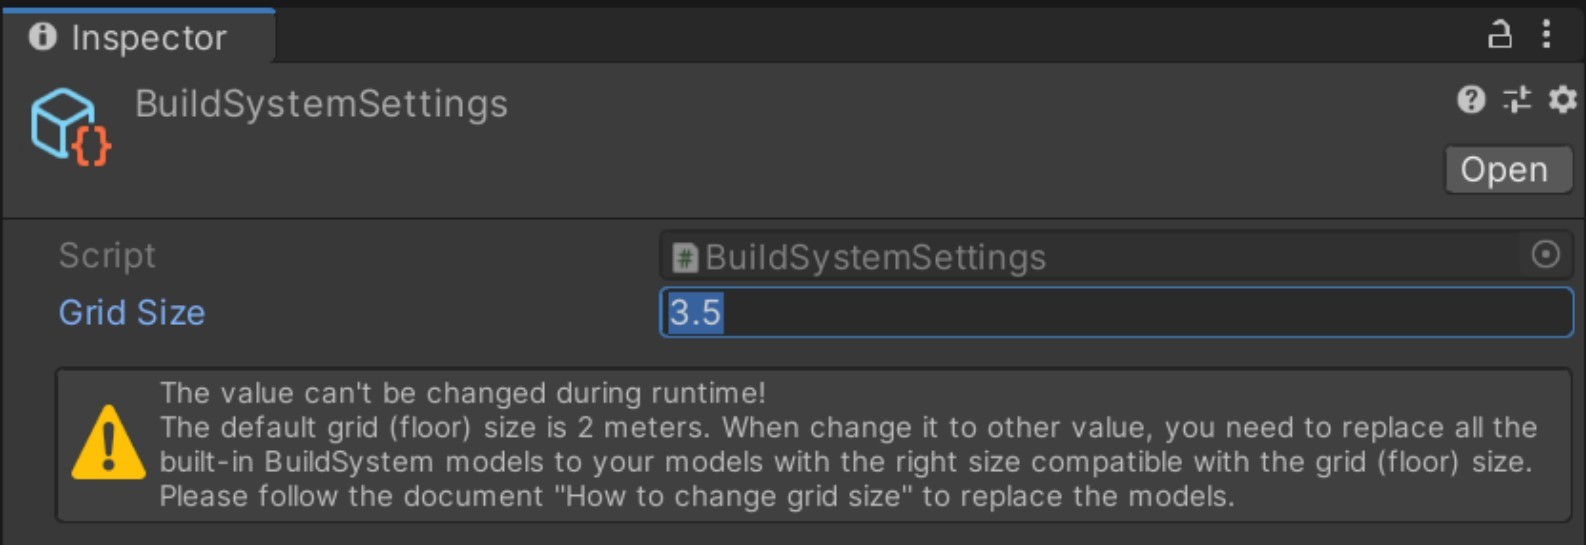 Inspector
BuildSystemSettings
Open
Script
# BuildSystemSettings
Grid Size
3.5
The value can't be changed during runtime!
The default grid (floor) size is 2 meters. When change it to other value, you need to replace all the
built-in BuildSystem models to your models with the right size compatible with the grid (floor) size.
Please follow the document "How to change grid size" to replace the models.